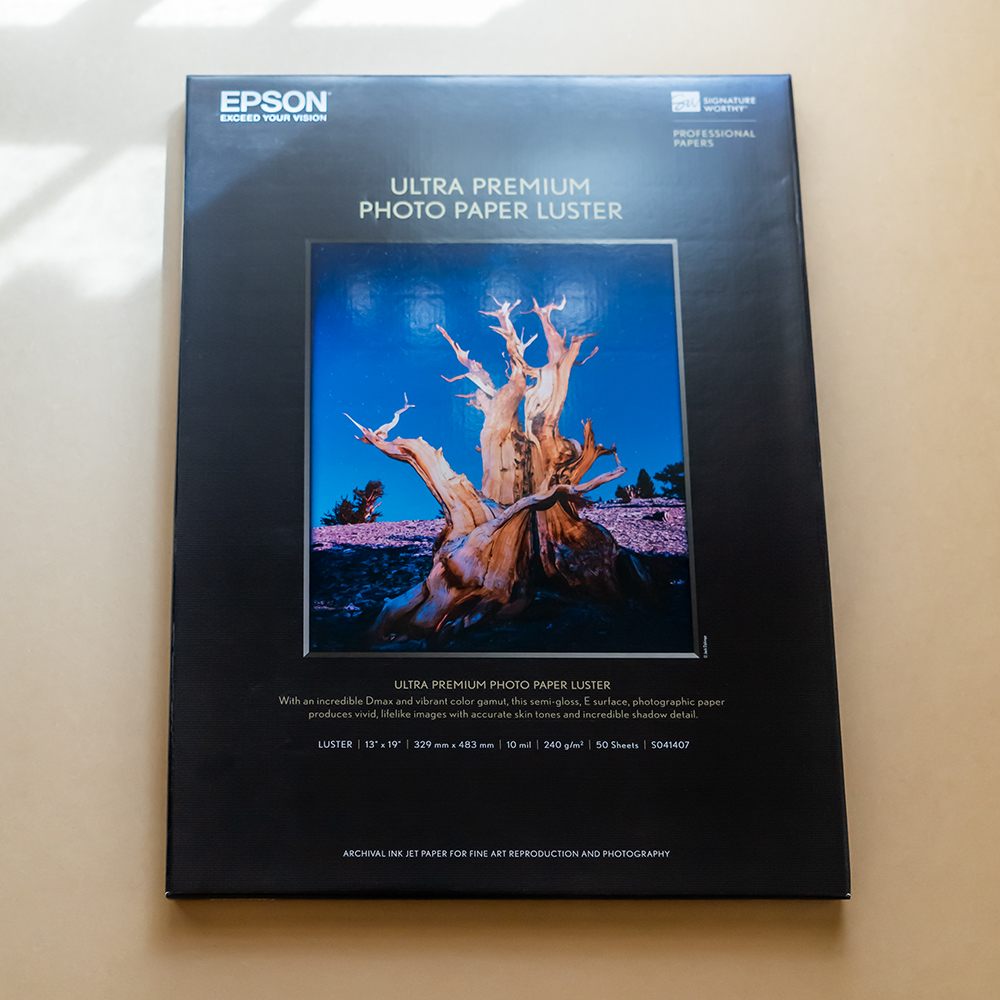 EPSON®
EXCEED YOUR VISION
SIGNATURE
WORTHY™
PROFESSIONAL
PAPERS
ULTRA PREMIUM
PHOTO PAPER LUSTER
ULTRA PREMIUM PHOTO PAPER LUSTER
With an incredible Dmax and vibrant color gamut, this semi-gloss, E surface, photographic paper
produces vivid, lifelike images with accurate skin tones and incredible shadow detail.
LUSTER | 13" x 19" | 329 mm x 483 mm | 10 mil | 240 g/m² | 50 Sheets | S041407
ARCHIVAL INK JET PAPER FOR FINE ART REPRODUCTION AND PHOTOGRAPHY